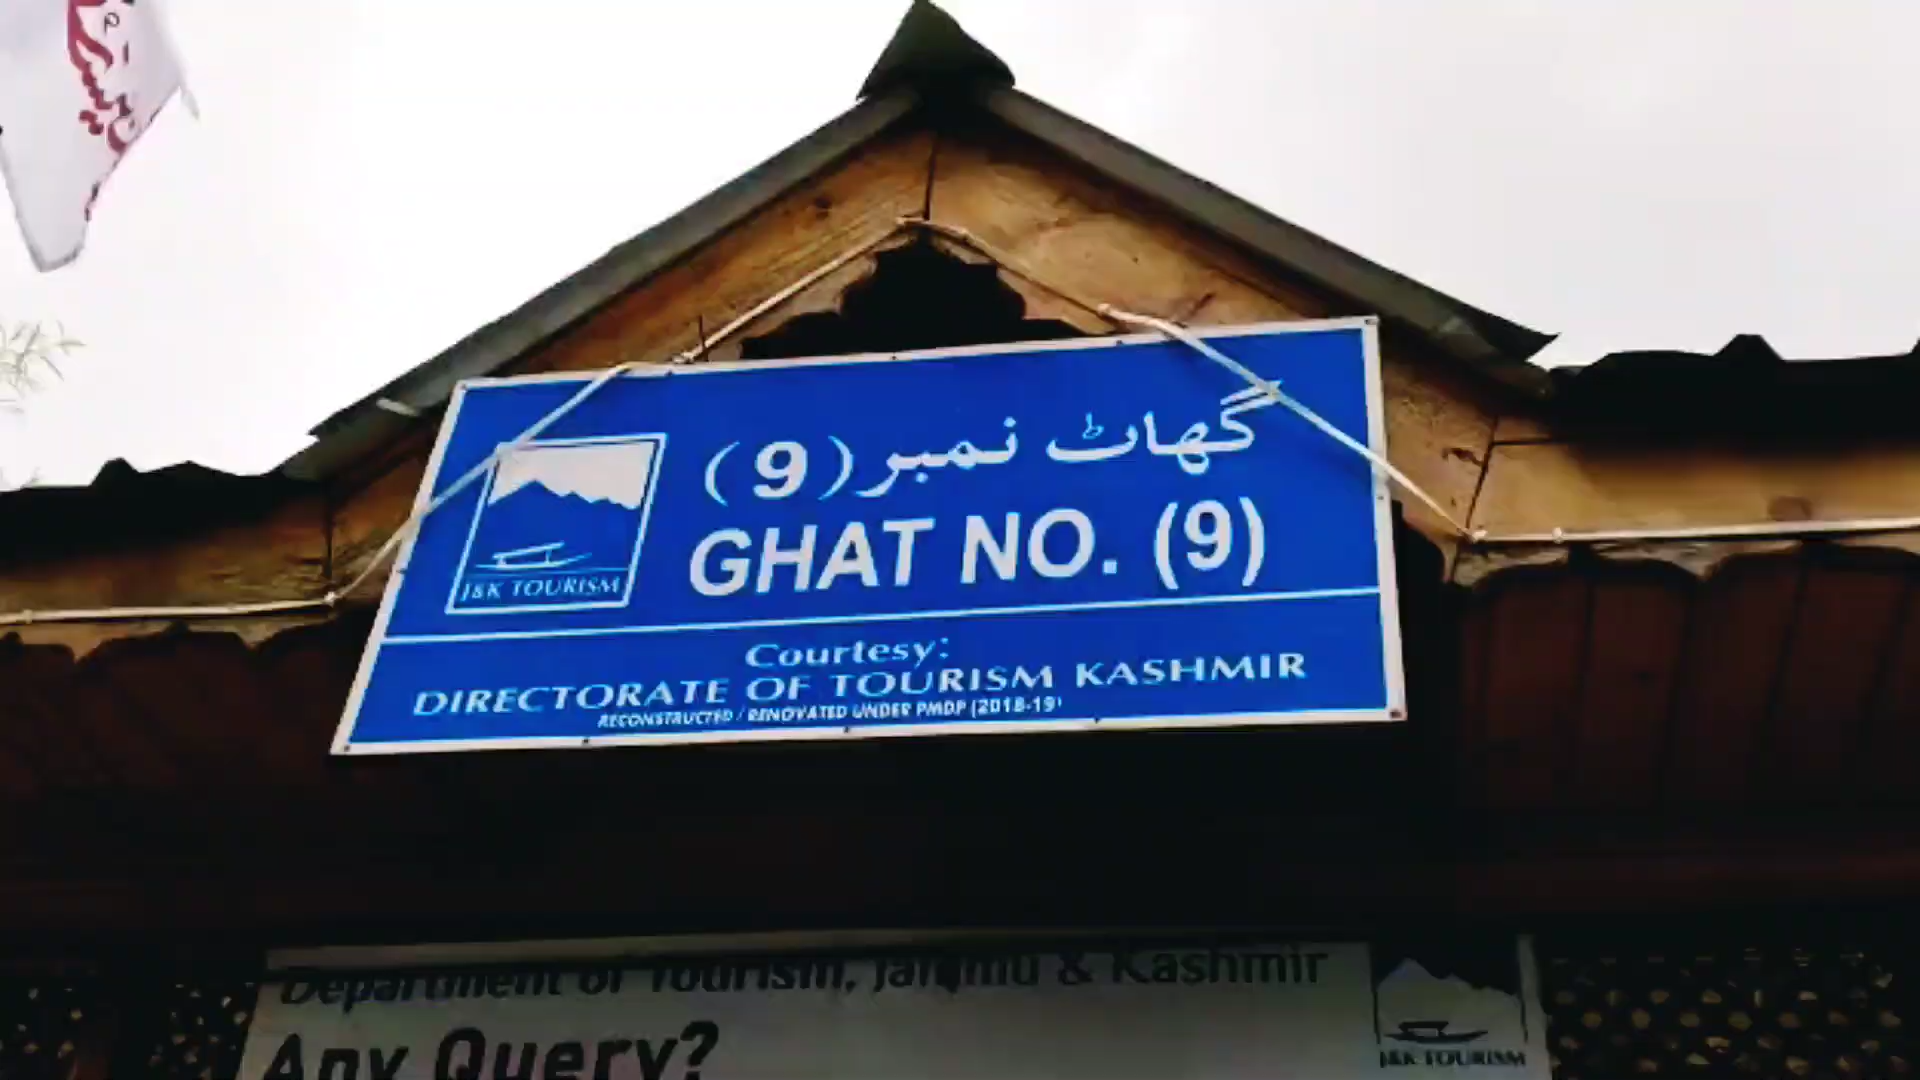 گھاٹ نمبر (9)
GHAT NO. (9)
J&K TOURISM
Courtesy:
DIRECTORATE OF TOURISM KASHMIR
RECONSTRUCTED / RENOVATED UNDER PMDP (2018-19)
Department of Tourism, Jammu & Kashmir
Any Query?
J&K TOURISM